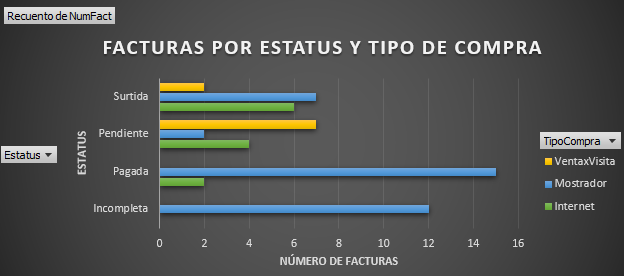 Recuento de NumFact
FACTURAS POR ESTATUS Y TIPO DE COMPRA
ESTATUS
Surtida
Pendiente
Pagada
Incompleta
0 2 4 6 8 10 12 14 16
NÚMERO DE FACTURAS
Estatus
TipoCompra
VentaxVisita
Mostrador
Internet